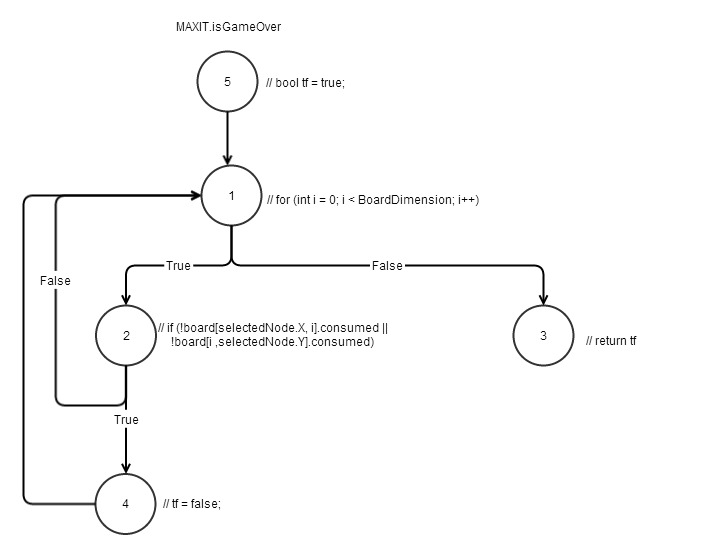 MAXIT.isGameOver
5
// bool tf = true;
1
// for (int i = 0; i < BoardDimension; i++)
True
False
False
2
// if (!board[selectedNode.X, i].consumed ||
!board[i ,selectedNode.Y].consumed)
3
// return tf
True
4
// tf = false;